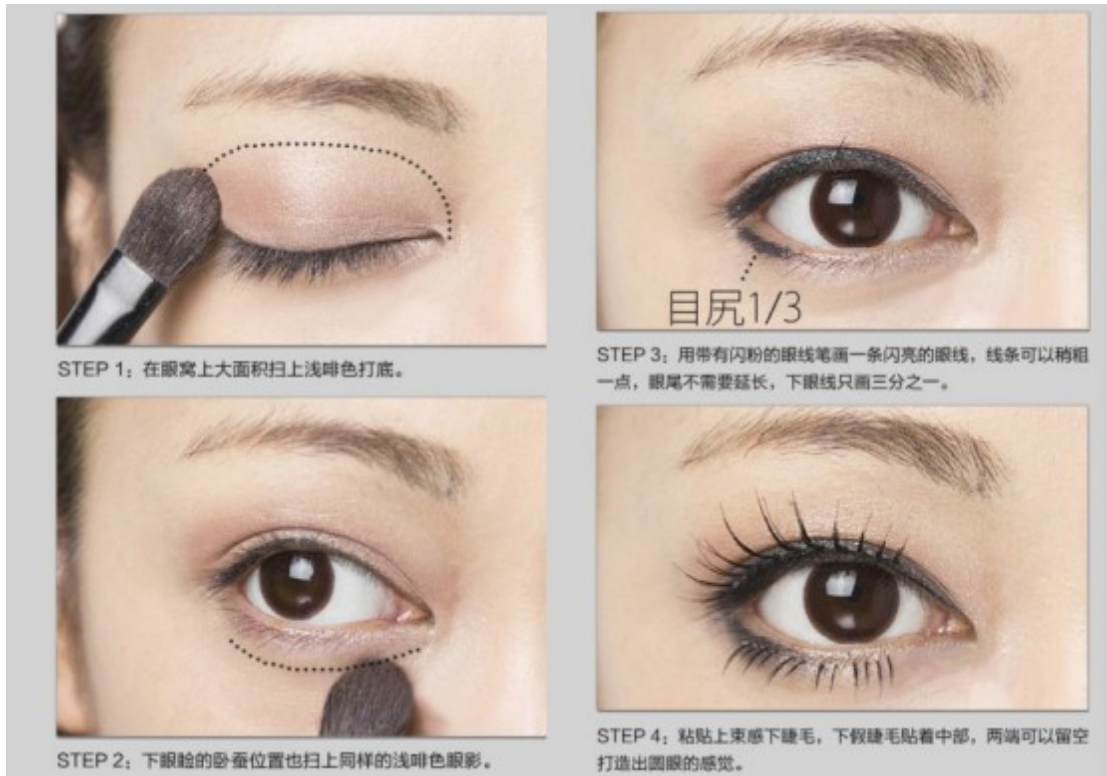 STEP 1：在眼窝上大面积扫上浅啡色打底。
STEP 2：下眼睑的卧蚕位置也扫上同样的浅啡色眼影。
目尻1/3
STEP 3：用带有闪粉的眼线笔画一条闪亮的眼线，线条可以稍粗
一点，眼尾不需要延长，下眼线只画三分之一。
STEP 4：粘贴上束感下睫毛，下假睫毛贴着中部，两端可以留空
打造出圆眼的感觉。